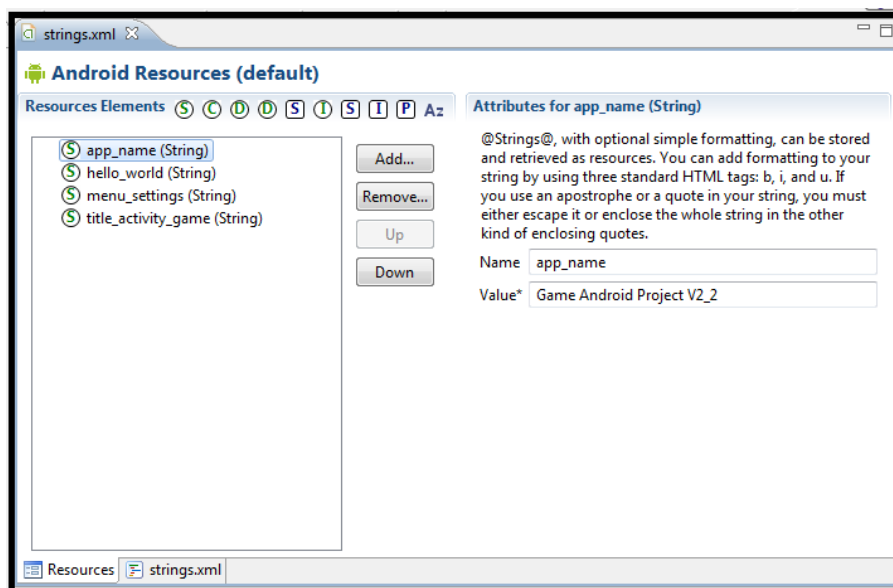 strings.xml
Android Resources (default)
Resources Elements S C D D S I S I P Az
app_name (String)
hello_world (String)
menu_settings (String)
title_activity_game (String)
Add...
Remove...
Up
Down
Attributes for app_name (String)
@Strings@, with optional simple formatting, can be stored
and retrieved as resources. You can add formatting to your
string by using three standard HTML tags: b, i, and u. If
you use an apostrophe or a quote in your string, you must
either escape it or enclose the whole string in the other
kind of enclosing quotes.
Name app_name
Value* Game Android Project V2_2
Resources strings.xml